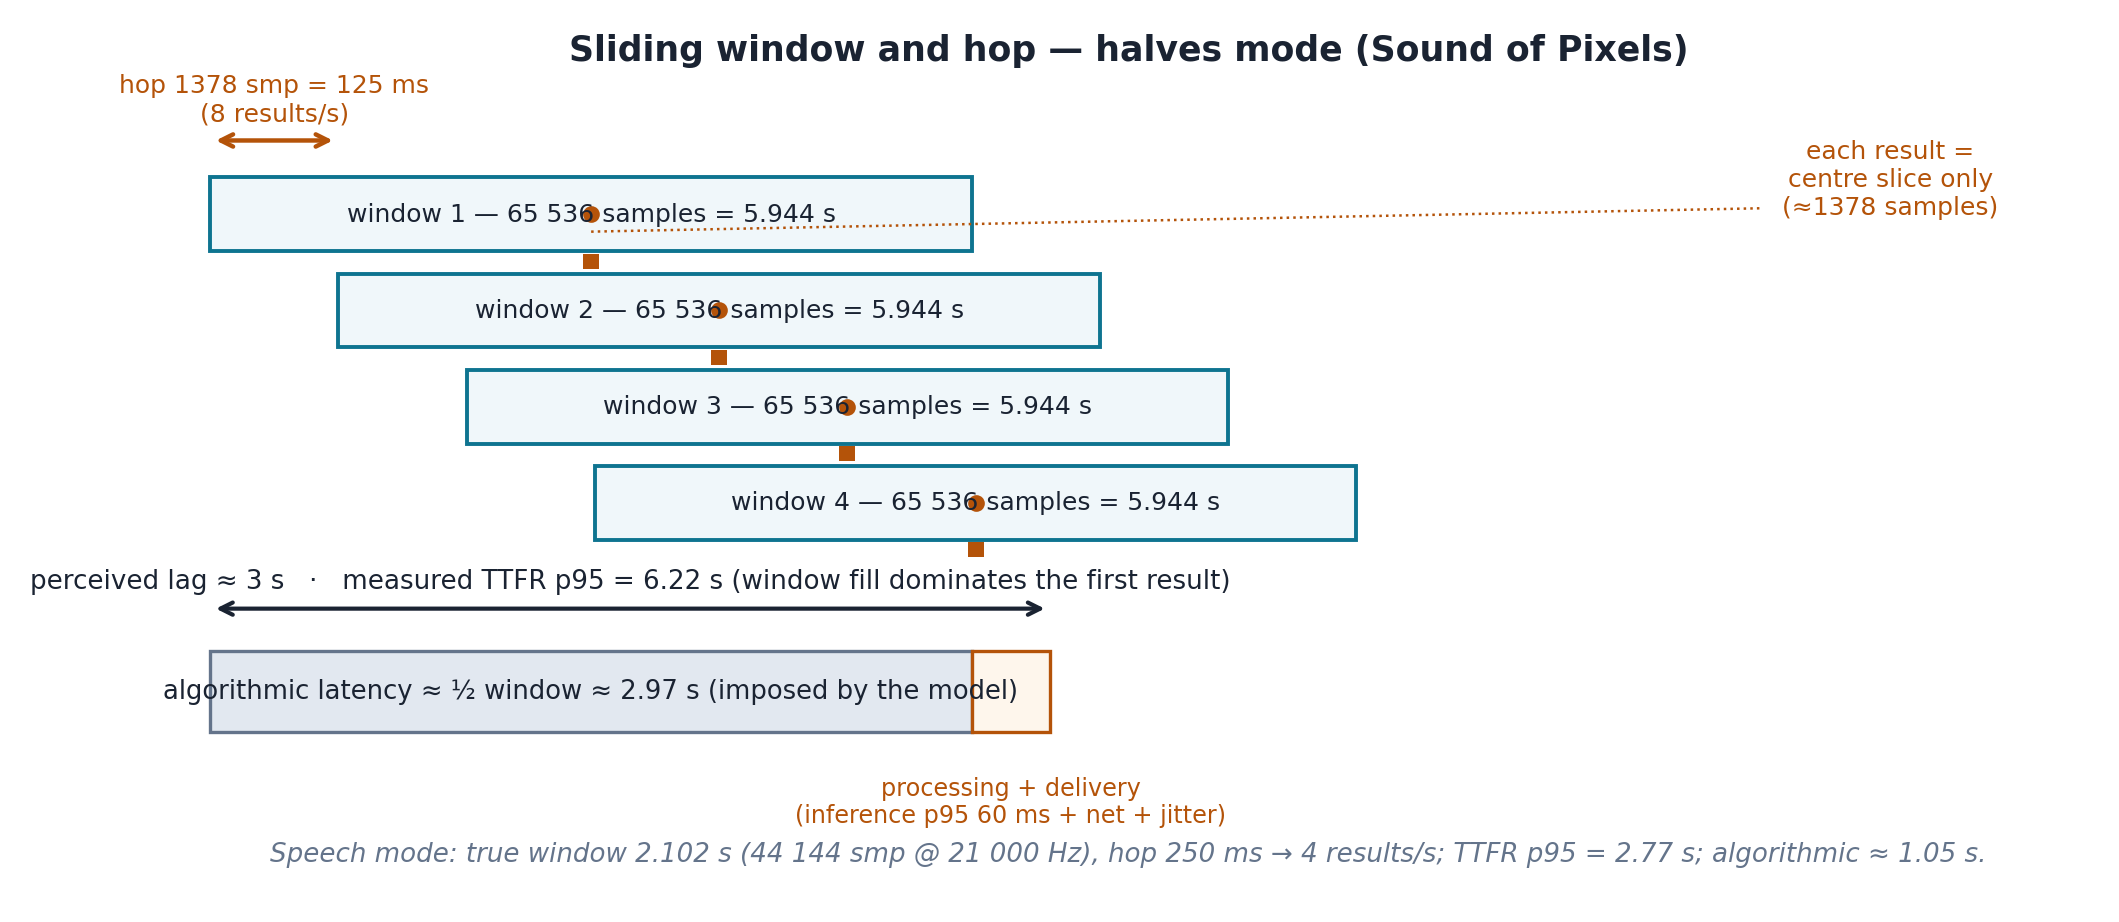 Sliding window and hop — halves mode (Sound of Pixels)
hop 1378 smp = 125 ms
(8 results/s)
each result =
centre slice only
(≈1378 samples)
window 1 — 65 536 samples = 5.944 s
window 2 — 65 536 samples = 5.944 s
window 3 — 65 536 samples = 5.944 s
window 4 — 65 536 samples = 5.944 s
perceived lag ≈ 3 s · measured TTFR p95 = 6.22 s (window fill dominates the first result)
algorithmic latency ≈ ½ window ≈ 2.97 s (imposed by the model)
processing + delivery
(inference p95 60 ms + net + jitter)
Speech mode: true window 2.102 s (44 144 smp @ 21 000 Hz), hop 250 ms → 4 results/s; TTFR p95 = 2.77 s; algorithmic ≈ 1.05 s.